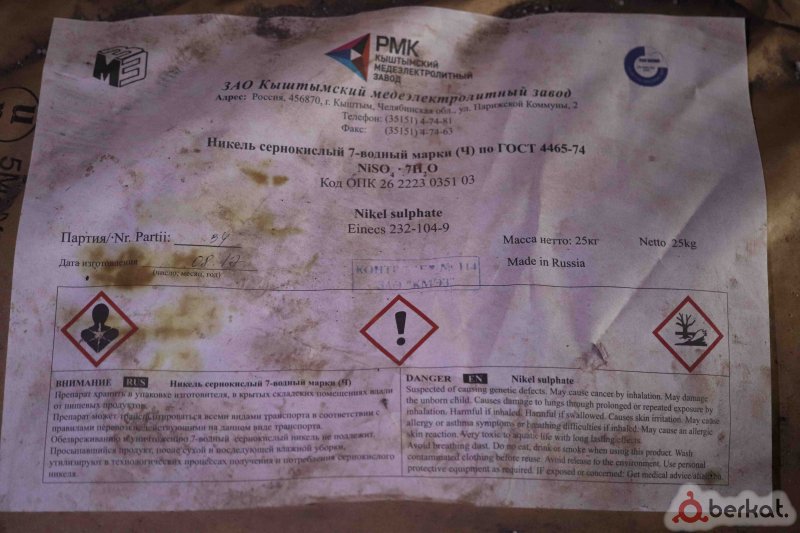 РМК
КЫШТЫМСКИЙ
МЕДЕЭЛЕКТРОЛИТНЫЙ
ЗАВОД
ЗАО Кыштымский медеэлектролитный завод
Адрес: Россия, 456870, г. Кыштым, Челябинская обл., ул. Парижской Коммуны, 2
Телефон: (35151) 4-74-81
Факс: (35151) 4-74-63
Никель сернокислый 7-водный марки (Ч) по ГОСТ 4465-74
NiSO₄ · 7H₂O
Код ОПК 26 2223 0351 03
Nikel sulphate
Einecs 232-104-9
Партия/ Nr. Partii:
Масса нетто: 25кг Netto 25kg
Дата изготовления 08.12
(число, месяц, год)
Made in Russia
ЗАО "КМЭЗ"
ВНИМАНИЕ RUS Никель сернокислый 7-водный марки (Ч)
Препарат хранить в упаковке изготовителя, в крытых складских помещениях вдали
от пищевых продуктов.
Препарат может транспортироваться всеми видами транспорта в соответствии с
правилами перевозок, действующими на данном виде транспорта.
Обезвреживанию и уничтожению 7-водный сернокислый никель не подлежит.
Просыпавшийся продукт, после сухой и последующей влажной уборки,
утилизируют в технологических процессах получения и потребления сернокислого
никеля.
DANGER EN Nikel sulphate
Suspected of causing genetic defects. May cause cancer by inhalation. May damage
the unborn child. Causes damage to lungs through prolonged or repeated exposure by
inhalation. Harmful if inhaled. Harmful if swallowed. Causes skin irritation. May cause
allergy or asthma symptoms or breathing difficulties if inhaled. May cause an allergic
skin reaction. Very toxic to aquatic life with long lasting effects.
Avoid breathing dust. Do no eat, drink or smoke when using this product. Wash
contaminated clothing before reuse. Avoid release to the environment. Use personal
protective equipment as required. IF exposed or concerned: Get medical advice/attention.
berkat.